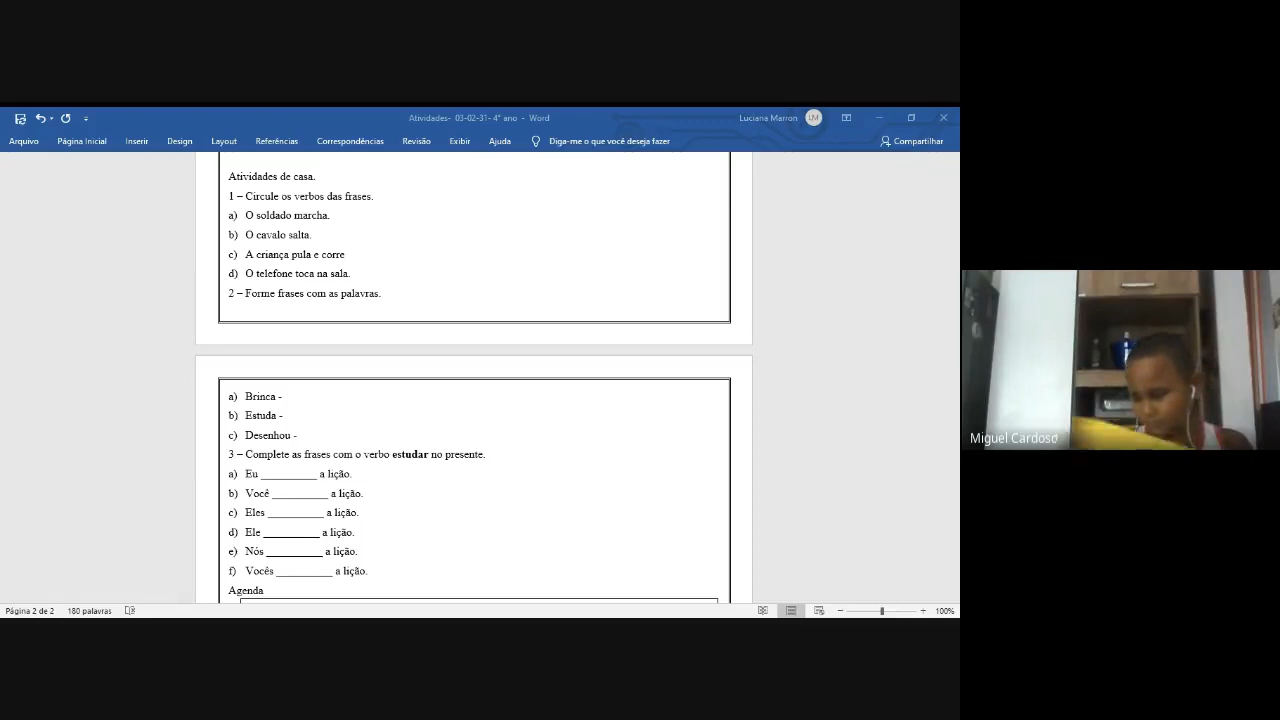 Atividades- 03-02-31- 4° ano - Word
Luciana Marron
LM
Arquivo
Página Inicial
Inserir
Design
Layout
Referências
Correspondências
Revisão
Exibir
Ajuda
Diga-me o que você deseja fazer
Compartilhar
Atividades de casa.
1 – Circule os verbos das frases.
a) O soldado marcha.
b) O cavalo salta.
c) A criança pula e corre
d) O telefone toca na sala.
2 – Forme frases com as palavras.
a) Brinca -
b) Estuda -
c) Desenhou -
3 – Complete as frases com o verbo estudar no presente.
a) Eu __________ a lição.
b) Você __________ a lição.
c) Eles __________ a lição.
d) Ele __________ a lição.
e) Nós __________ a lição.
f) Vocês __________ a lição.
Agenda
Página 2 de 2
180 palavras
100%
Miguel Cardoso